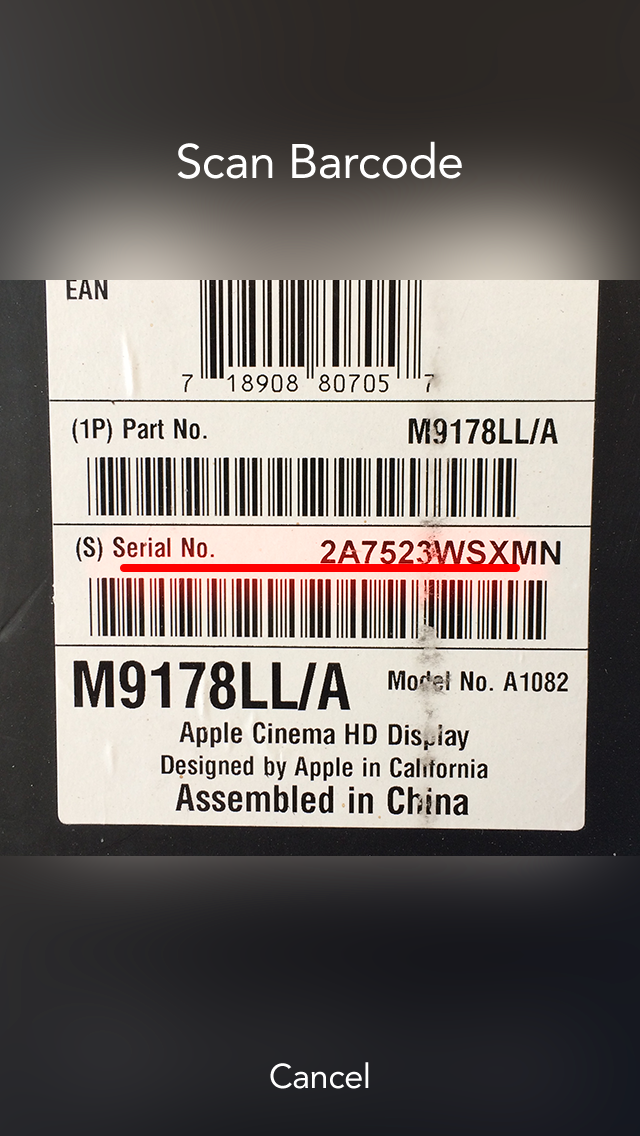 Scan Barcode
EAN
7 18908 80705 7
(1P) Part No. M9178LL/A
(S) Serial No. 2A7523WSXMN
M9178LL/A Model No. A1082
Apple Cinema HD Display
Designed by Apple in California
Assembled in China
Cancel